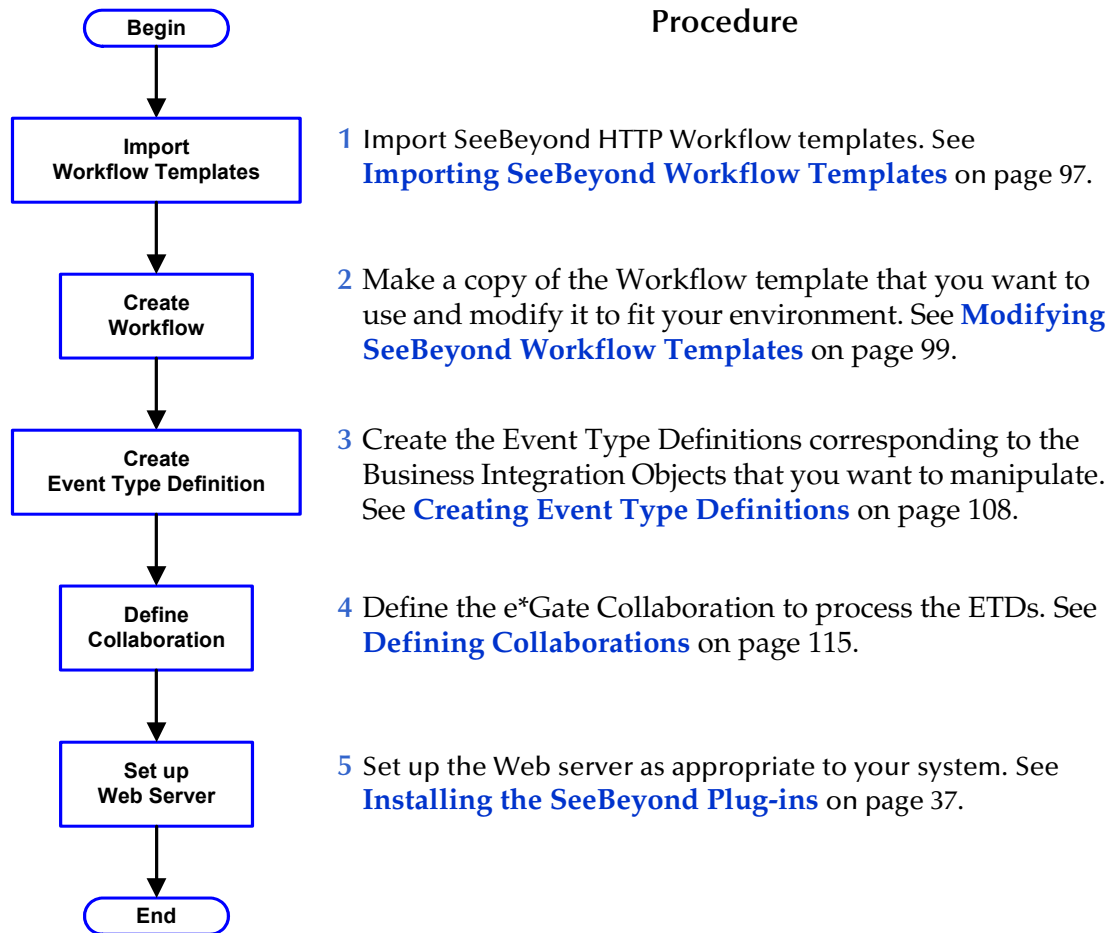 Procedure
Begin
Import
Workflow Templates
1 Import SeeBeyond HTTP Workflow templates. See
Importing SeeBeyond Workflow Templates on page 97.
Create
Workflow
2 Make a copy of the Workflow template that you want to
use and modify it to fit your environment. See Modifying
SeeBeyond Workflow Templates on page 99.
Create
Event Type Definition
3 Create the Event Type Definitions corresponding to the
Business Integration Objects that you want to manipulate.
See Creating Event Type Definitions on page 108.
Define
Collaboration
4 Define the e*Gate Collaboration to process the ETDs. See
Defining Collaborations on page 115.
Set up
Web Server
5 Set up the Web server as appropriate to your system. See
Installing the SeeBeyond Plug-ins on page 37.
End